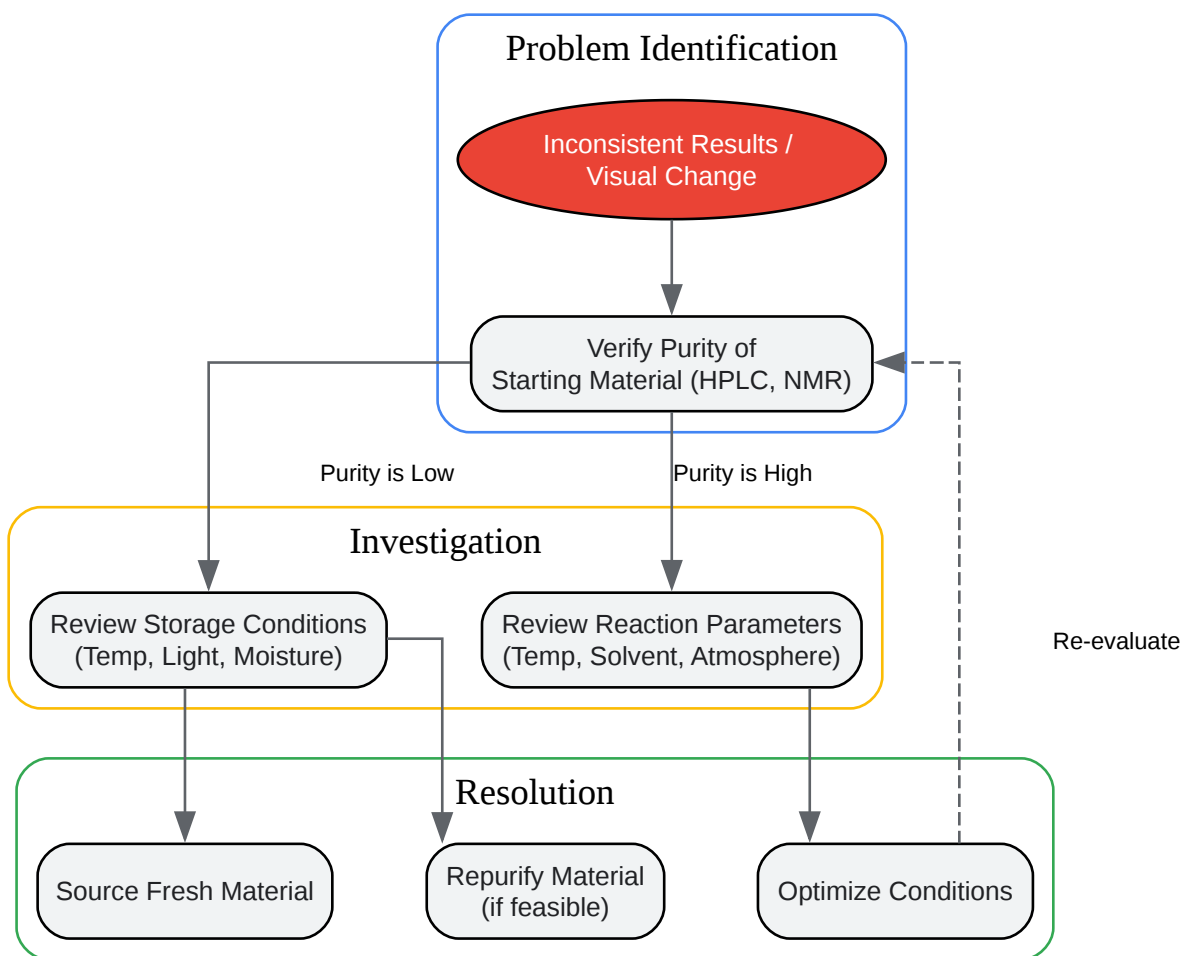 Problem Identification
Inconsistent Results /
Visual Change
Verify Purity of
Starting Material (HPLC, NMR)
Purity is Low
Purity is High
Investigation
Review Storage Conditions
(Temp, Light, Moisture)
Review Reaction Parameters
(Temp, Solvent, Atmosphere)
Re-evaluate
Resolution
Source Fresh Material
Repurify Material
(if feasible)
Optimize Conditions